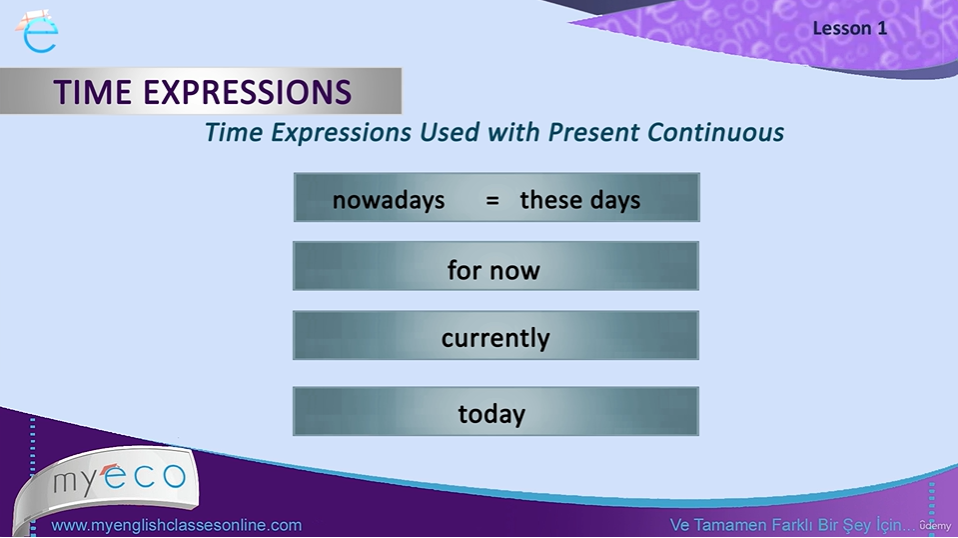 Lesson 1
TIME EXPRESSIONS
Time Expressions Used with Present Continuous
nowadays = these days
for now
currently
today
myeco
www.myenglishclassesonline.com
Ve Tamamen Farklı Bir Şey İçin...
ûdemy